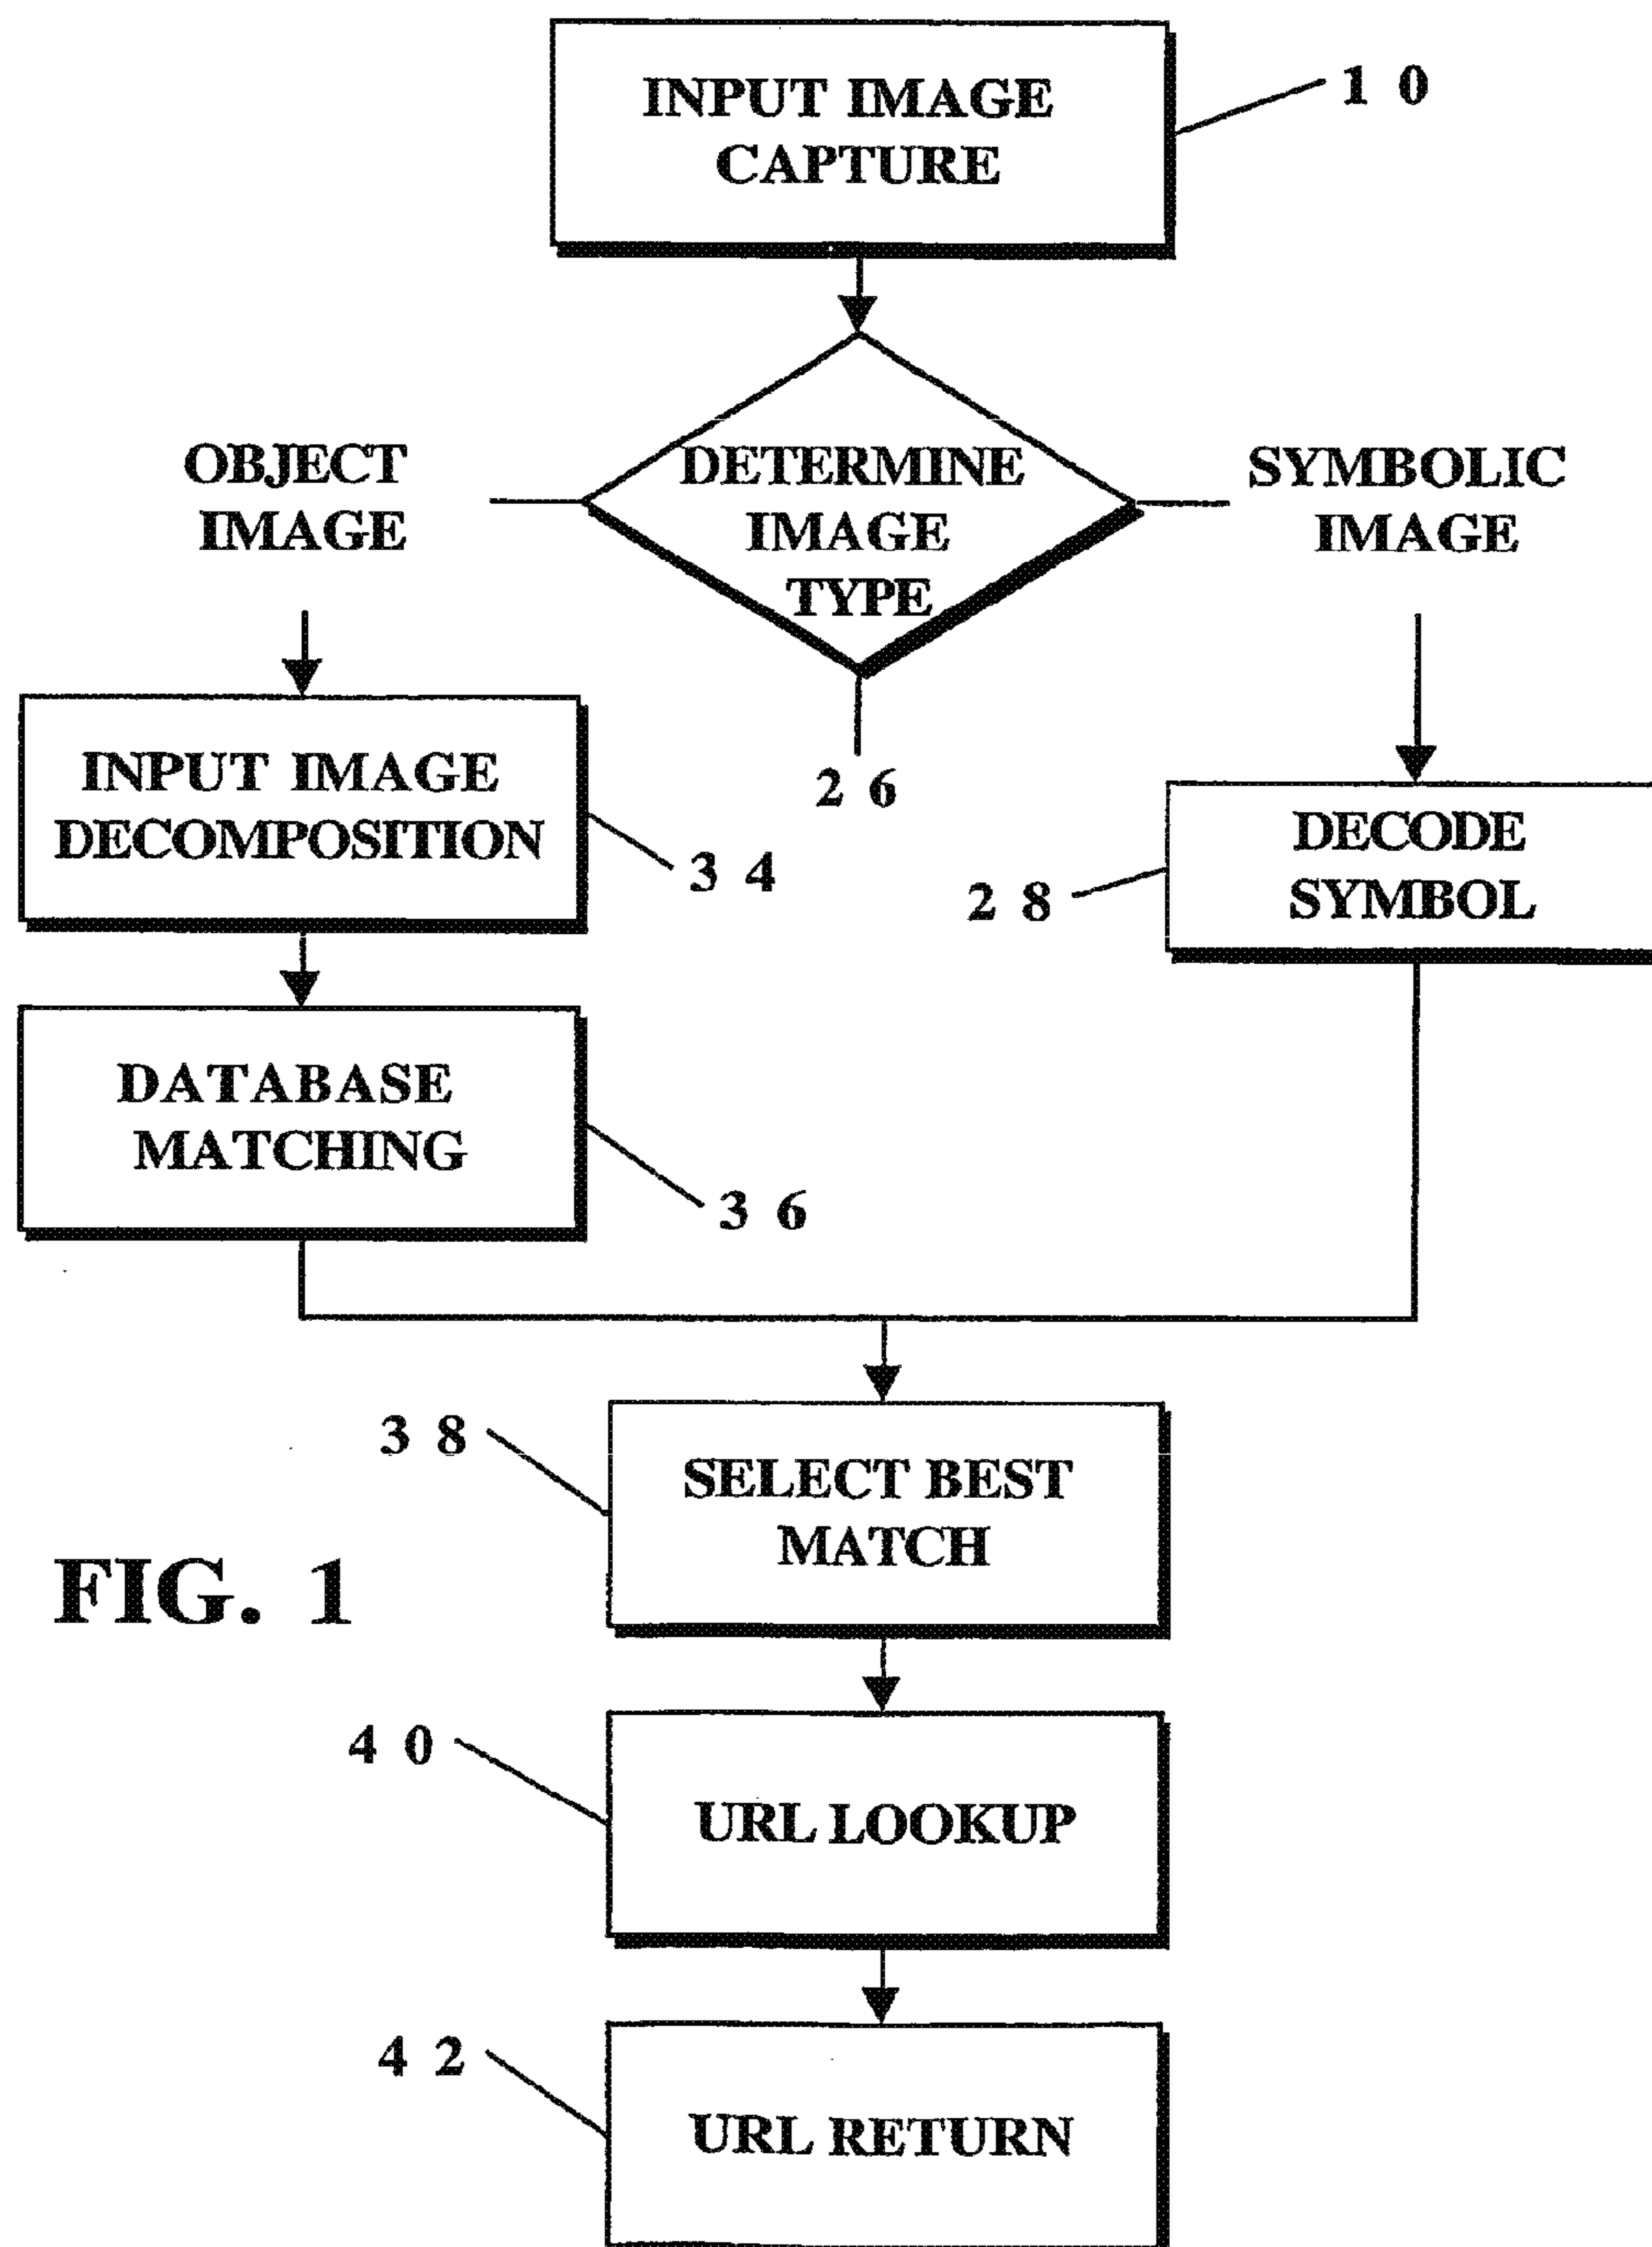 INPUT IMAGE
CAPTURE
1 0
OBJECT
IMAGE
DETERMINE
IMAGE
TYPE
SYMBOLIC
IMAGE
2 6
INPUT IMAGE
DECOMPOSITION
3 4
DECODE
SYMBOL
2 8
DATABASE
MATCHING
3 6
3 8
SELECT BEST
MATCH
FIG. 1
4 0
URL LOOKUP
4 2
URL RETURN